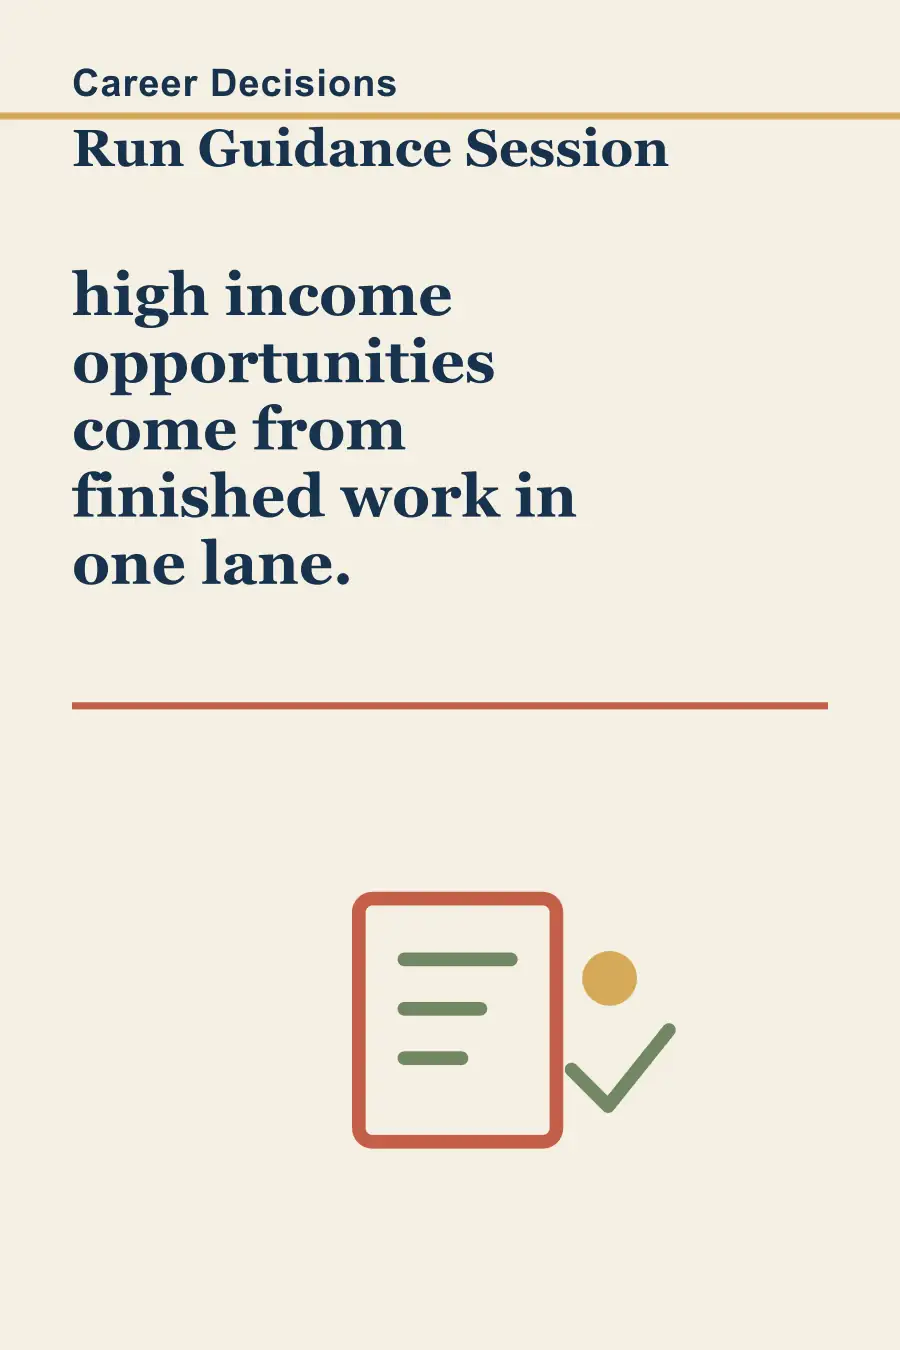 Career Decisions
Run Guidance Session
high income
opportunities
come from
finished work in
one lane.